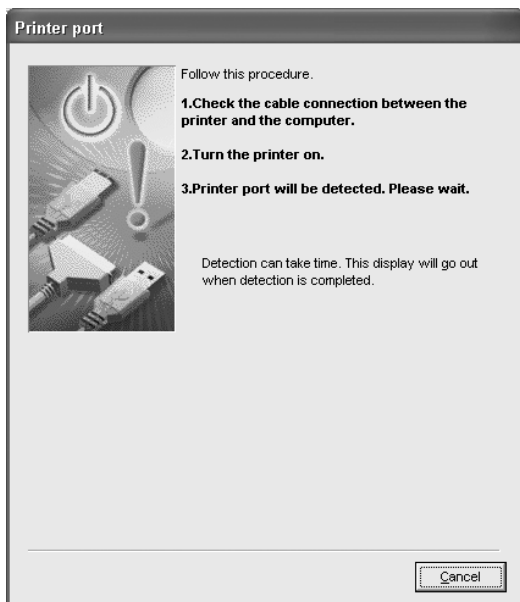 Printer port
Follow this procedure.
1.Check the cable connection between the
printer and the computer.
2.Turn the printer on.
3.Printer port will be detected. Please wait.
Detection can take time. This display will go out
when detection is completed.
Cancel